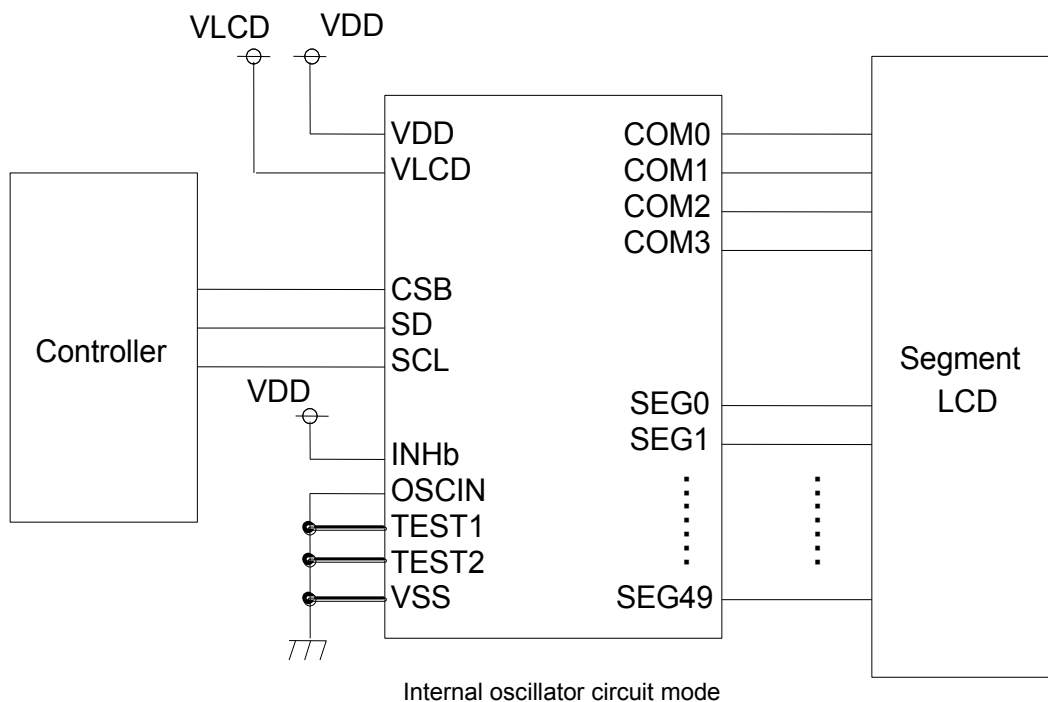 VLCD VDD
VDD
VLCD
CSB
SD
SCL
VDD
INHb
OSCIN
TEST1
TEST2
VSS
COM0
COM1
COM2
COM3
SEG0
SEG1
SEG49
Controller
Segment
LCD
Internal oscillator circuit mode